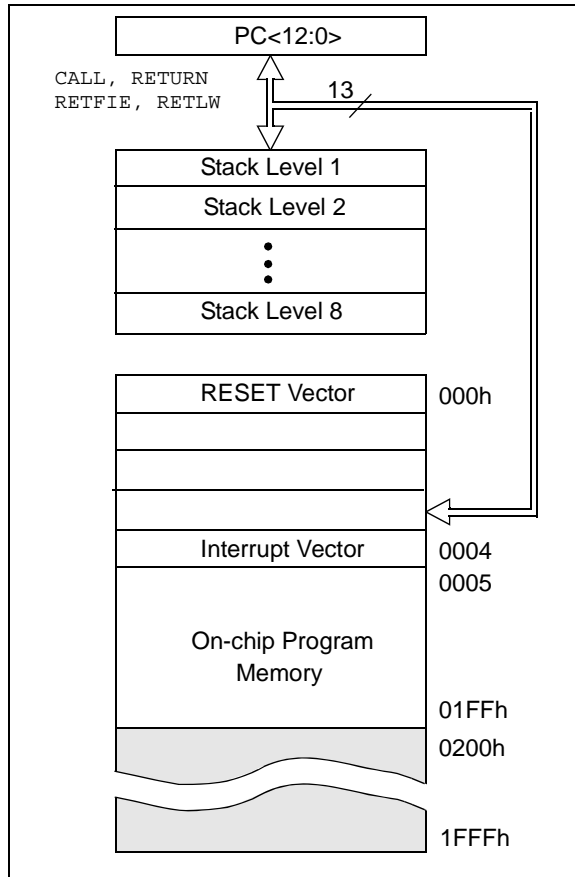 PC<12:0>
CALL, RETURN
RETFIE, RETLW
13
Stack Level 1
Stack Level 2
Stack Level 8
RESET Vector
000h
Interrupt Vector
0004
0005
On-chip Program
Memory
01FFh
0200h
1FFFh